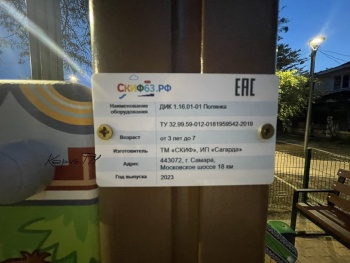 СКИФ63.РФ
EAC
Наименование оборудования ДИК 1.16.01-01 Полянка
ТУ 32.99.59-012-0181959542-2019
Возраст от 3 лет до 7
Изготовитель ТМ «СКИФ», ИП «Сагарда»
Адрес 443072, г. Самара, Московское шоссе 18 км
Год выпуска 2023